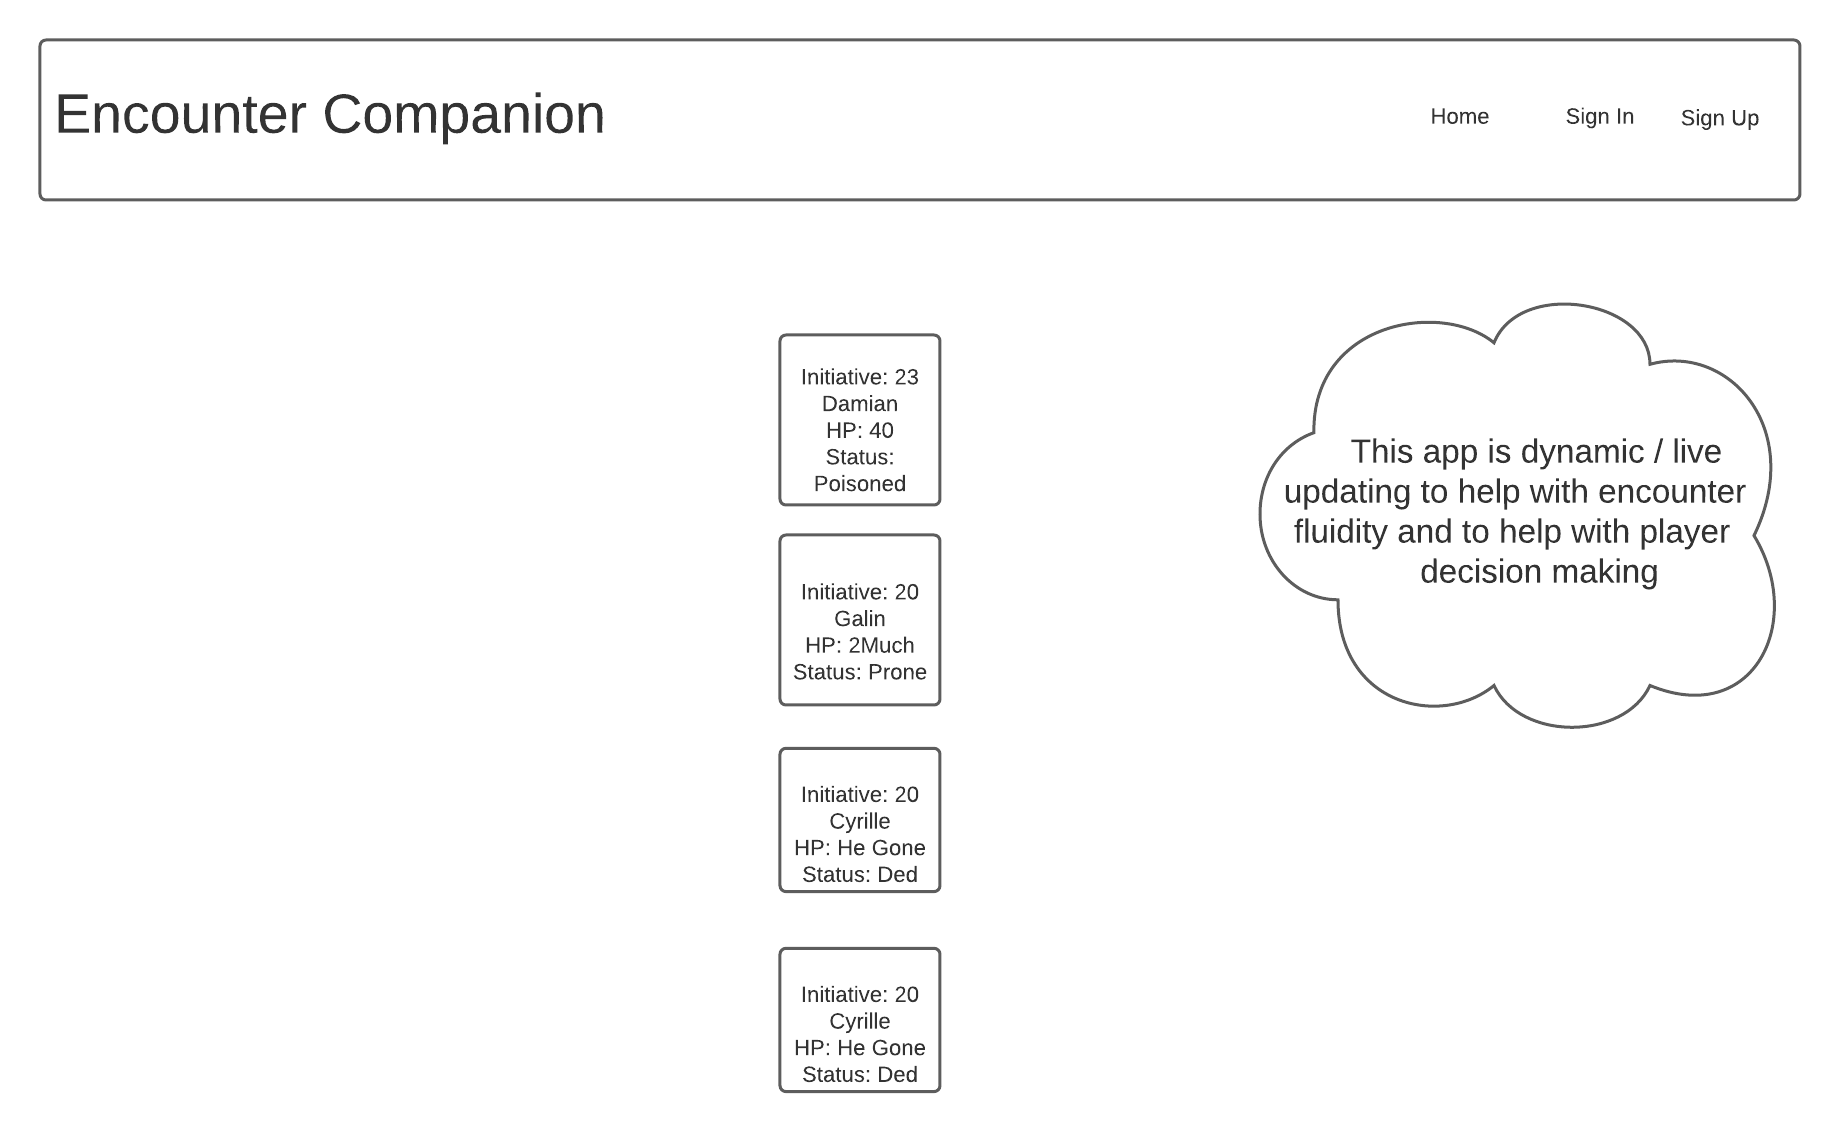 Encounter Companion
Home
Sign In
Sign Up
Initiative: 23
Damian
HP: 40
Status:
Poisoned
Initiative: 20
Galin
HP: 2Much
Status: Prone
Initiative: 20
Cyrille
HP: He Gone
Status: Ded
Initiative: 20
Cyrille
HP: He Gone
Status: Ded
This app is dynamic / live
updating to help with encounter
fluidity and to help with player
decision making